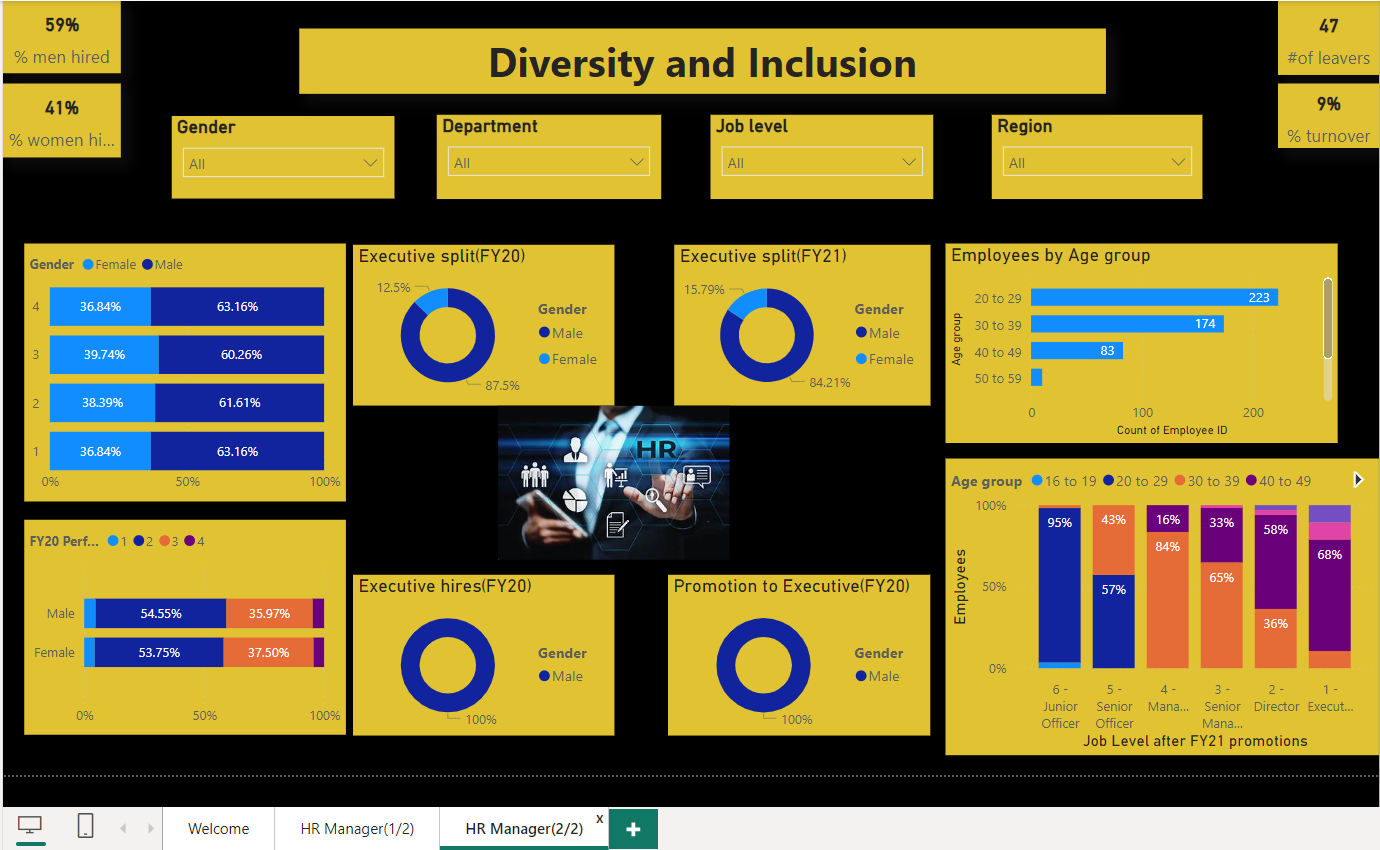 59%
% men hired
41%
% women hi...
Diversity and Inclusion
47
#of leavers
9%
% turnover
Gender
All
Department
All
Job level
All
Region
All
Gender Female Male
4 36.84% 63.16%
3 39.74% 60.26%
2 38.39% 61.61%
1 36.84% 63.16%
0% 50% 100%
Executive split(FY20)
12.5%
87.5%
Gender
Male
Female
Executive split(FY21)
15.79%
84.21%
Gender
Male
Female
Employees by Age group
Age group
20 to 29 223
30 to 39 174
40 to 49 83
50 to 59
0 100 200
Count of Employee ID
HR
FY20 Perf... 1 2 3 4
Male 54.55% 35.97%
Female 53.75% 37.50%
0% 50% 100%
Executive hires(FY20)
Gender
Male
100%
Promotion to Executive(FY20)
Gender
Male
100%
Age group 16 to 19 20 to 29 30 to 39 40 to 49
Employees
100%
50%
0%
95% 43% 16% 33% 58% 68%
57% 84% 65% 36%
6 - Junior Officer
5 - Senior Officer
4 - Mana...
3 - Senior Mana...
2 - Director
1 - Execut...
Job Level after FY21 promotions
Welcome
HR Manager(1/2)
HR Manager(2/2)
x
+